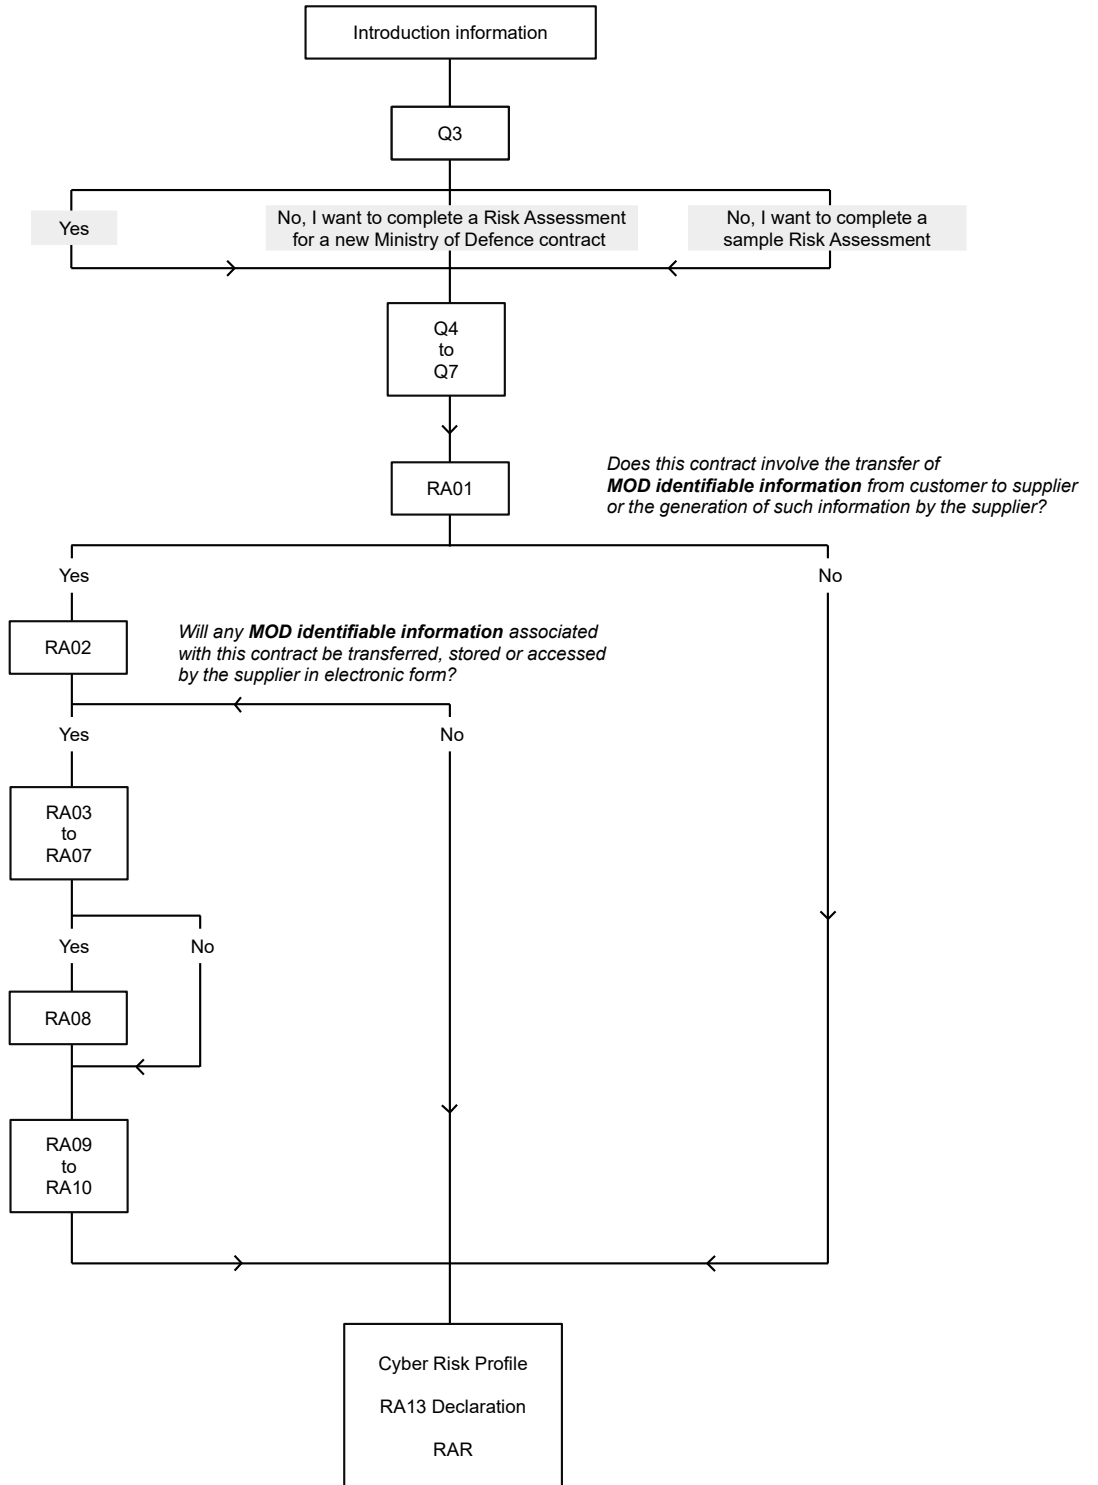 Introduction information
Q3
Yes
No, I want to complete a Risk Assessment
for a new Ministry of Defence contract
No, I want to complete a
sample Risk Assessment
Q4
to
Q7
RA01
Does this contract involve the transfer of
MOD identifiable information from customer to supplier
or the generation of such information by the supplier?
Yes
No
RA02
Will any MOD identifiable information associated
with this contract be transferred, stored or accessed
by the supplier in electronic form?
Yes
No
RA03
to
RA07
Yes
No
RA08
RA09
to
RA10
Cyber Risk Profile
RA13 Declaration
RAR